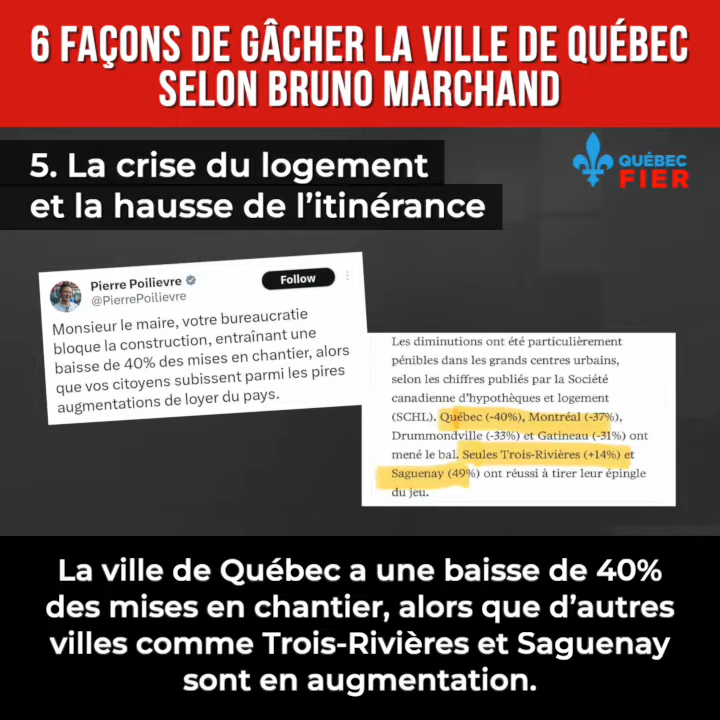 6 FAÇONS DE GÂCHER LA VILLE DE QUÉBEC
SELON BRUNO MARCHAND
5. La crise du logement
et la hausse de l'itinérance
QUÉBEC
FIER
Pierre Poilievre
@PierrePoilievre
Follow
Monsieur le maire, votre bureaucratie
bloque la construction, entraînant une
baisse de 40% des mises en chantier, alors
que vos citoyens subissent parmi les pires
augmentations de loyer du pays.
Les diminutions ont été particulièrement
pénibles dans les grands centres urbains,
selon les chiffres publiés par la Société
canadienne d'hypothèques et logement
(SCHL). Québec (-40%), Montréal (-37%),
Drummondville (-33%) et Gatineau (-31%) ont
mené le bal. Seules Trois-Rivières (+14%) et
Saguenay (49%) ont réussi à tirer leur épingle
du jeu.
La ville de Québec a une baisse de 40%
des mises en chantier, alors que d'autres
villes comme Trois-Rivières et Saguenay
sont en augmentation.